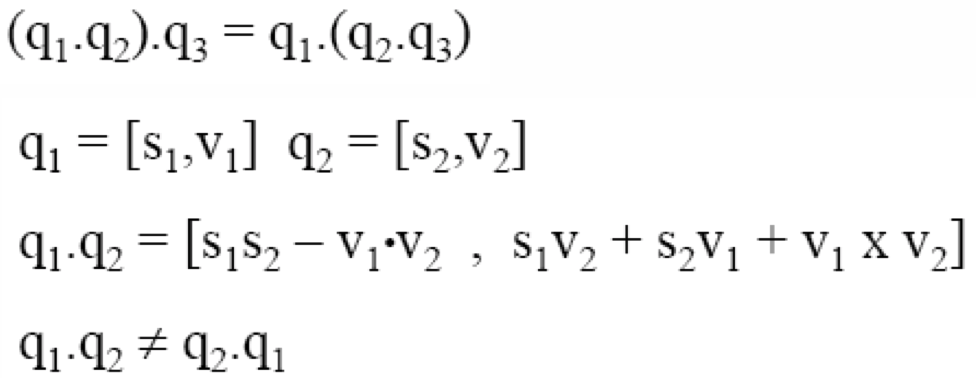 (q₁.q₂).q₃ = q₁.(q₂.q₃)
q₁ = [s₁,v₁] q₂ = [s₂,v₂]
q₁.q₂ = [s₁s₂ – v₁•v₂ , s₁v₂ + s₂v₁ + v₁ x v₂]
q₁.q₂ ≠ q₂.q₁